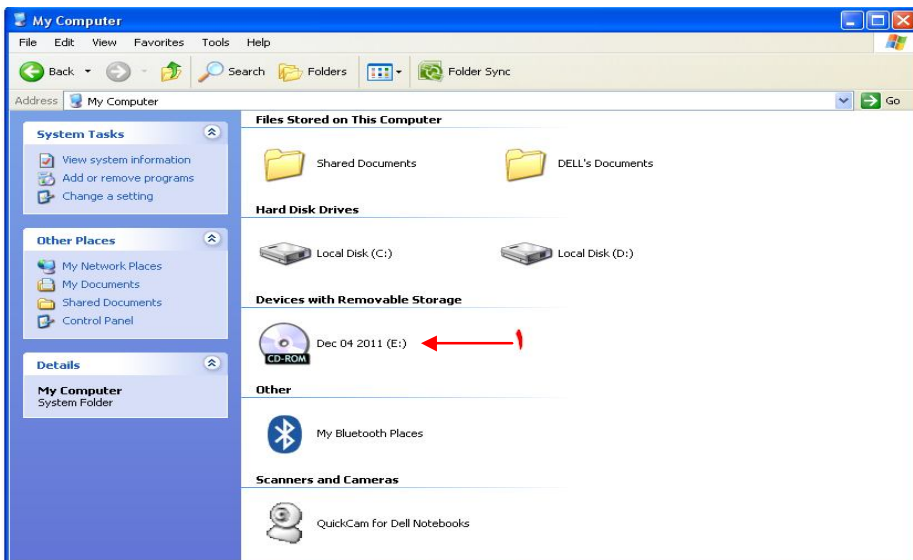 My Computer
File Edit View Favorites Tools Help
Back Search Folders Folder Sync
Address My Computer Go
System Tasks
View system information
Add or remove programs
Change a setting
Other Places
My Network Places
My Documents
Shared Documents
Control Panel
Details
My Computer
System Folder
Files Stored on This Computer
Shared Documents DELL's Documents
Hard Disk Drives
Local Disk (C:) Local Disk (D:)
Devices with Removable Storage
CD-ROM Dec 04 2011 (E:) ١
Other
My Bluetooth Places
Scanners and Cameras
QuickCam for Dell Notebooks